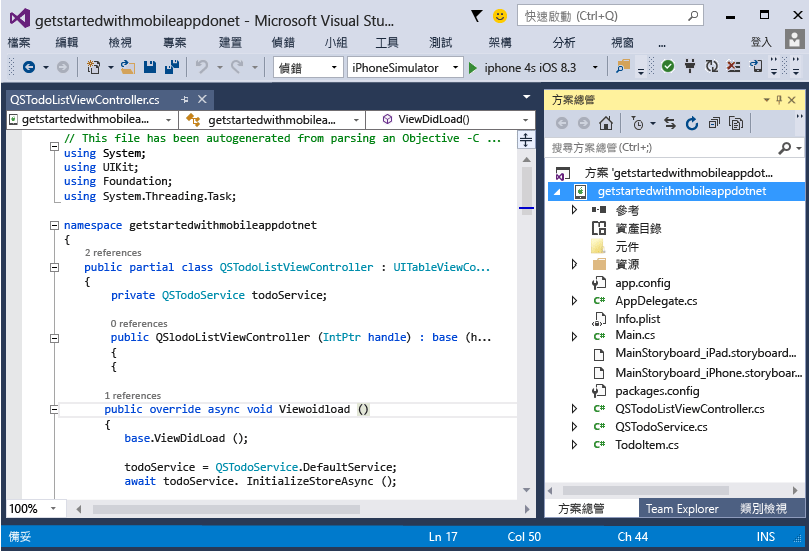 getstartedwithmobileappdonet - Microsoft Visual Stu...
快速啟動 (Ctrl+Q)
檔案 編輯 檢視 專案 建置 偵錯 小組 工具 測試 架構 分析 視窗 ... 登入
偵錯 iPhoneSimulator iphone 4s iOS 8.3
QSTodoListViewController.cs
getstartedwithmobilea... getstartedwithmobilea... ViewDidLoad()
// This file has been autogenerated from parsing an Objective -C ...
using System;
using UIKit;
using Foundation;
using System.Threading.Task;
namespace getstartedwithmobileappdotnet
{
2 references
public partial class QSTodoListViewController : UITableViewCo...
{
private QSTodoService todoService;
0 references
public QSlodoListViewController (IntPtr handle) : base (h...
{
{
1 references
public override async void Viewoidload ()
{
base.ViewDidLoad ();
todoService = QSTodoService.DefaultService;
await todoService. InitializeStoreAsync ();
100%
方案總管
搜尋方案總管(Ctrl+;)
方案 'getstartedwithmobileappdot...
getstartedwithmobileappdotnet
參考
資產目錄
元件
資源
app.config
C# AppDelegate.cs
Info.plist
C# Main.cs
MainStoryboard_iPad.storyboard...
MainStoryboard_iPhone.storyboar...
packages.config
C# QSTodoListViewController.cs
C# QSTodoService.cs
C# TodoItem.cs
方案總管 Team Explorer 類別檢視
備妥 Ln 17 Col 50 Ch 44 INS